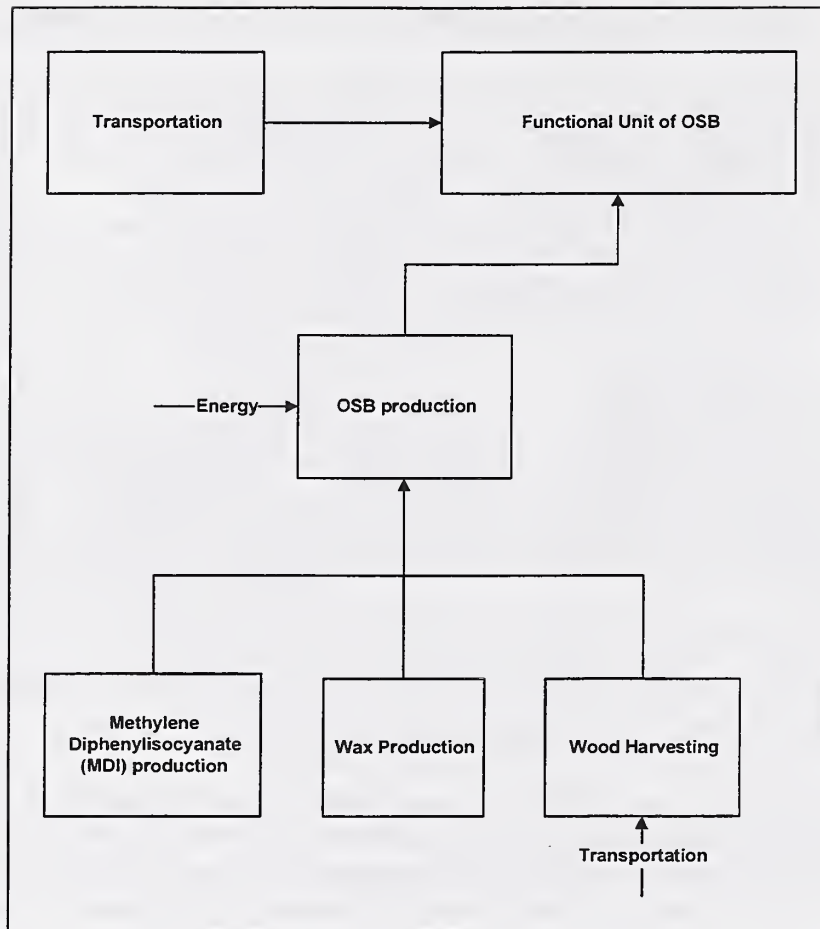 Transportation
Functional Unit of OSB
Energy
OSB production
Methylene
Diphenylisocyanate
(MDI) production
Wax Production
Wood Harvesting
Transportation